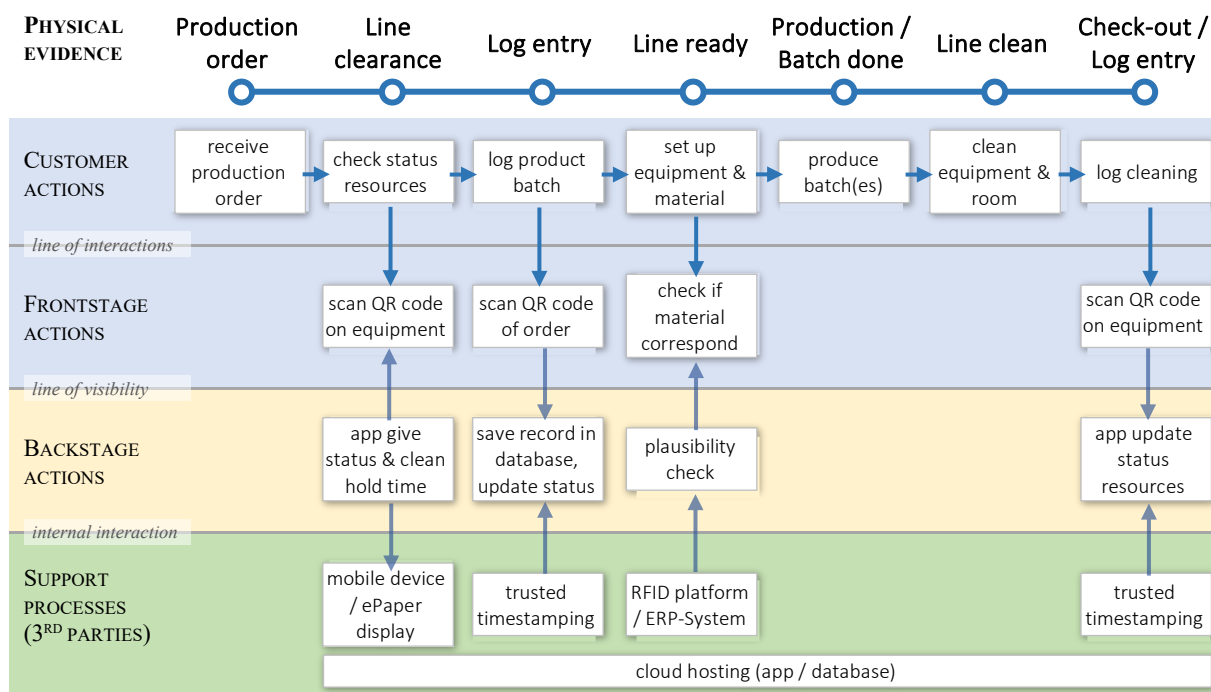 PHYSICAL
EVIDENCE
Production
order
Line
clearance
Log entry
Line ready
Production /
Batch done
Line clean
Check-out /
Log entry
CUSTOMER
ACTIONS
receive
production
order
check status
resources
log product
batch
set up
equipment &
material
produce
batch(es)
clean
equipment &
room
log cleaning
line of interactions
FRONTSTAGE
ACTIONS
scan QR code
on equipment
scan QR code
of order
check if
material
correspond
scan QR code
on equipment
line of visibility
BACKSTAGE
ACTIONS
app give
status & clean
hold time
save record in
database,
update status
plausibility
check
app update
status
resources
internal interaction
SUPPORT
PROCESSES
(3RD PARTIES)
mobile device
/ ePaper
display
trusted
timestamping
RFID platform
/ ERP-System
trusted
timestamping
cloud hosting (app / database)